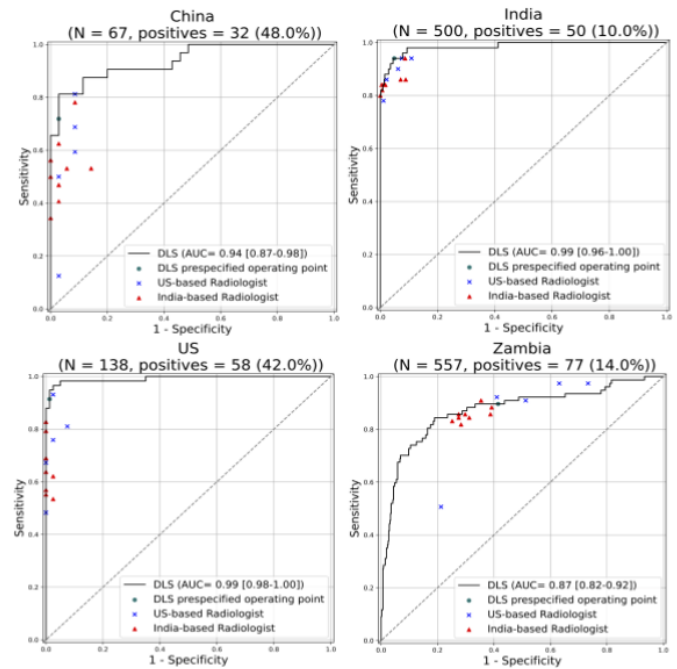 China
(N = 67, positives = 32 (48.0%))
1.0
0.8
0.6
0.4
0.2
0.0
Sensitivity
DLS (AUC= 0.94 [0.87-0.98])
DLS prespecified operating point
US-based Radiologist
India-based Radiologist
0.0 0.2 0.4 0.6 0.8 1.0
1 - Specificity
India
(N = 500, positives = 50 (10.0%))
1.0
0.8
0.6
0.4
0.2
0.0
Sensitivity
DLS (AUC= 0.99 [0.96-1.00])
DLS prespecified operating point
US-based Radiologist
India-based Radiologist
0.0 0.2 0.4 0.6 0.8 1.0
1 - Specificity
US
(N = 138, positives = 58 (42.0%))
1.0
0.8
0.6
0.4
0.2
0.0
Sensitivity
DLS (AUC= 0.99 [0.98-1.00])
DLS prespecified operating point
US-based Radiologist
India-based Radiologist
0.0 0.2 0.4 0.6 0.8 1.0
1 - Specificity
Zambia
(N = 557, positives = 77 (14.0%))
1.0
0.8
0.6
0.4
0.2
0.0
Sensitivity
DLS (AUC= 0.87 [0.82-0.92])
DLS prespecified operating point
US-based Radiologist
India-based Radiologist
0.0 0.2 0.4 0.6 0.8 1.0
1 - Specificity